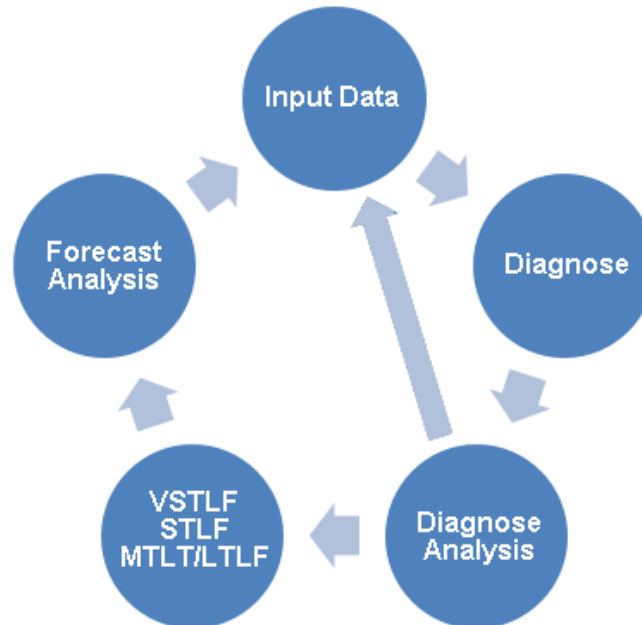 Input Data
Diagnose
Diagnose
Analysis
VSTLF
STLF
MTLT/LTLF
Forecast
Analysis